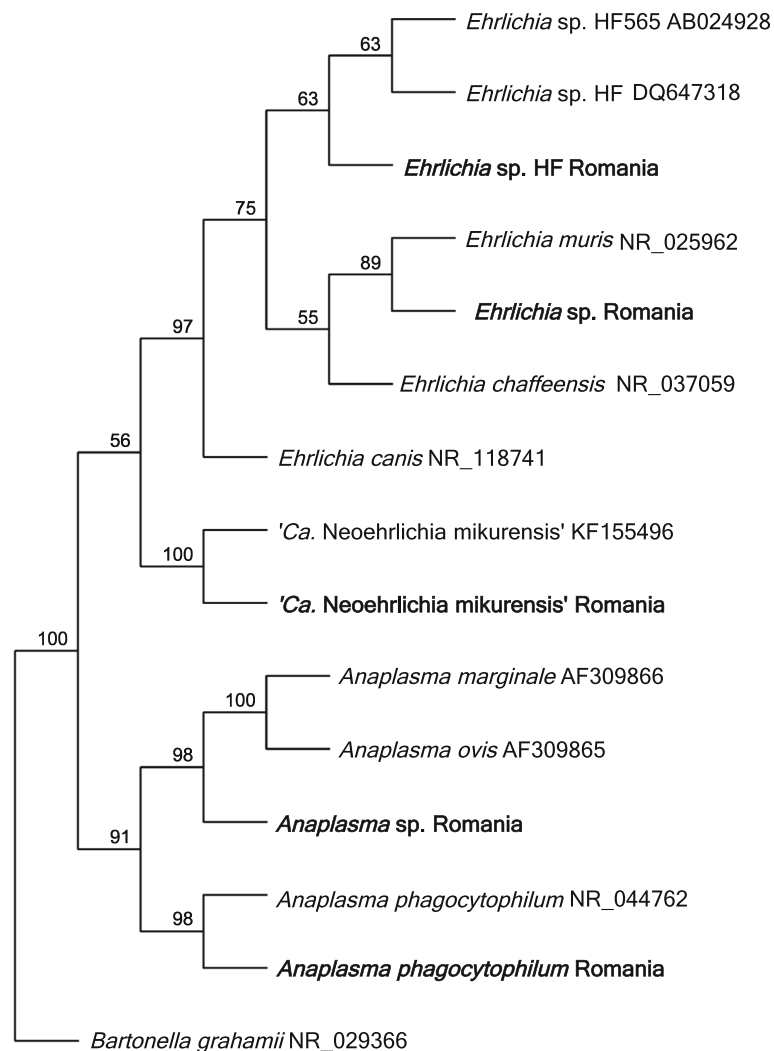 Ehrlichia sp. HF565 AB024928
63
Ehrlichia sp. HF DQ647318
63
Ehrlichia sp. HF Romania
75
Ehrlichia muris NR_025962
89
Ehrlichia sp. Romania
55
97
Ehrlichia chaffeensis NR_037059
56
Ehrlichia canis NR_118741
'Ca. Neoehrlichia mikurensis' KF155496
100
'Ca. Neoehrlichia mikurensis' Romania
100
Anaplasma marginale AF309866
100
Anaplasma ovis AF309865
98
Anaplasma sp. Romania
91
Anaplasma phagocytophilum NR_044762
98
Anaplasma phagocytophilum Romania
Bartonella grahamii NR_029366